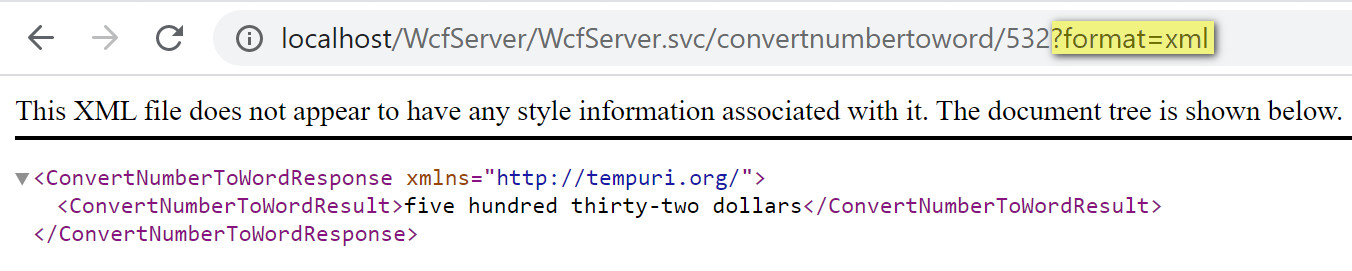 localhost/WcfServer/WcfServer.svc/convertnumbertoword/532?format=xml
This XML file does not appear to have any style information associated with it. The document tree is shown below.
<ConvertNumberToWordResponse xmlns="http://tempuri.org/">
<ConvertNumberToWordResult>five hundred thirty-two dollars</ConvertNumberToWordResult>
</ConvertNumberToWordResponse>